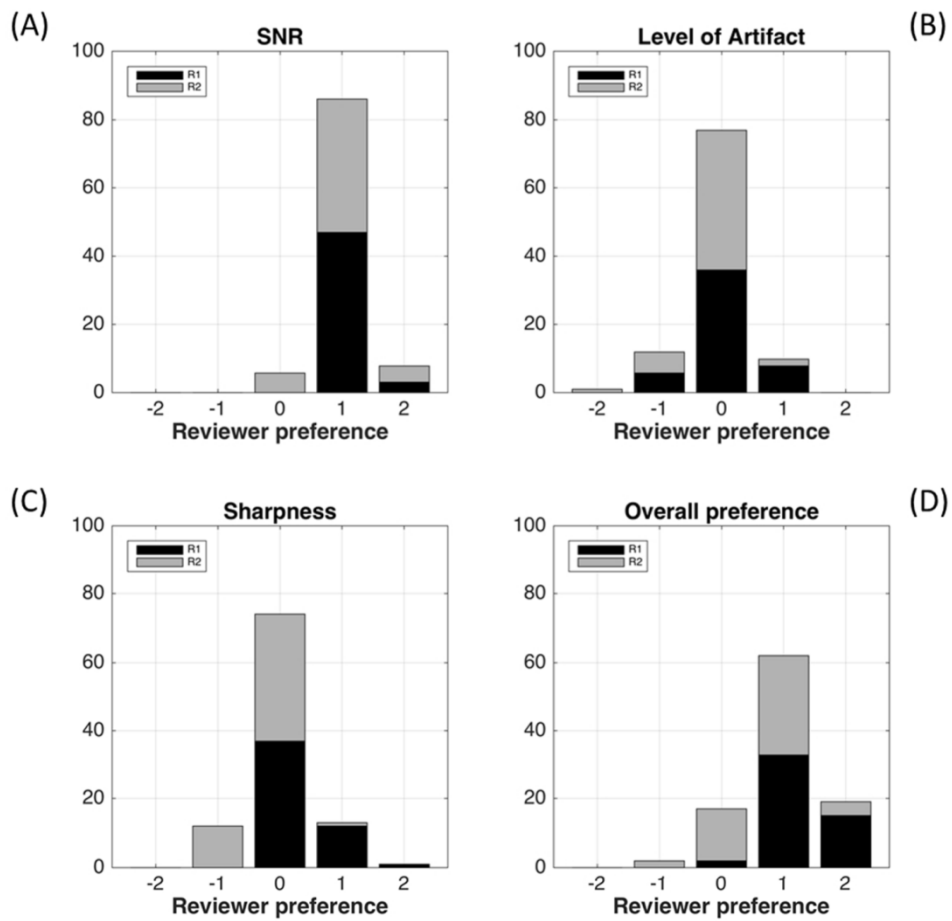 (A)
SNR
100
80
60
40
20
0
R1
R2
-2 -1 0 1 2
Reviewer preference
(B)
Level of Artifact
100
80
60
40
20
0
R1
R2
-2 -1 0 1 2
Reviewer preference
(C)
Sharpness
100
80
60
40
20
0
R1
R2
-2 -1 0 1 2
Reviewer preference
(D)
Overall preference
100
80
60
40
20
0
R1
R2
-2 -1 0 1 2
Reviewer preference